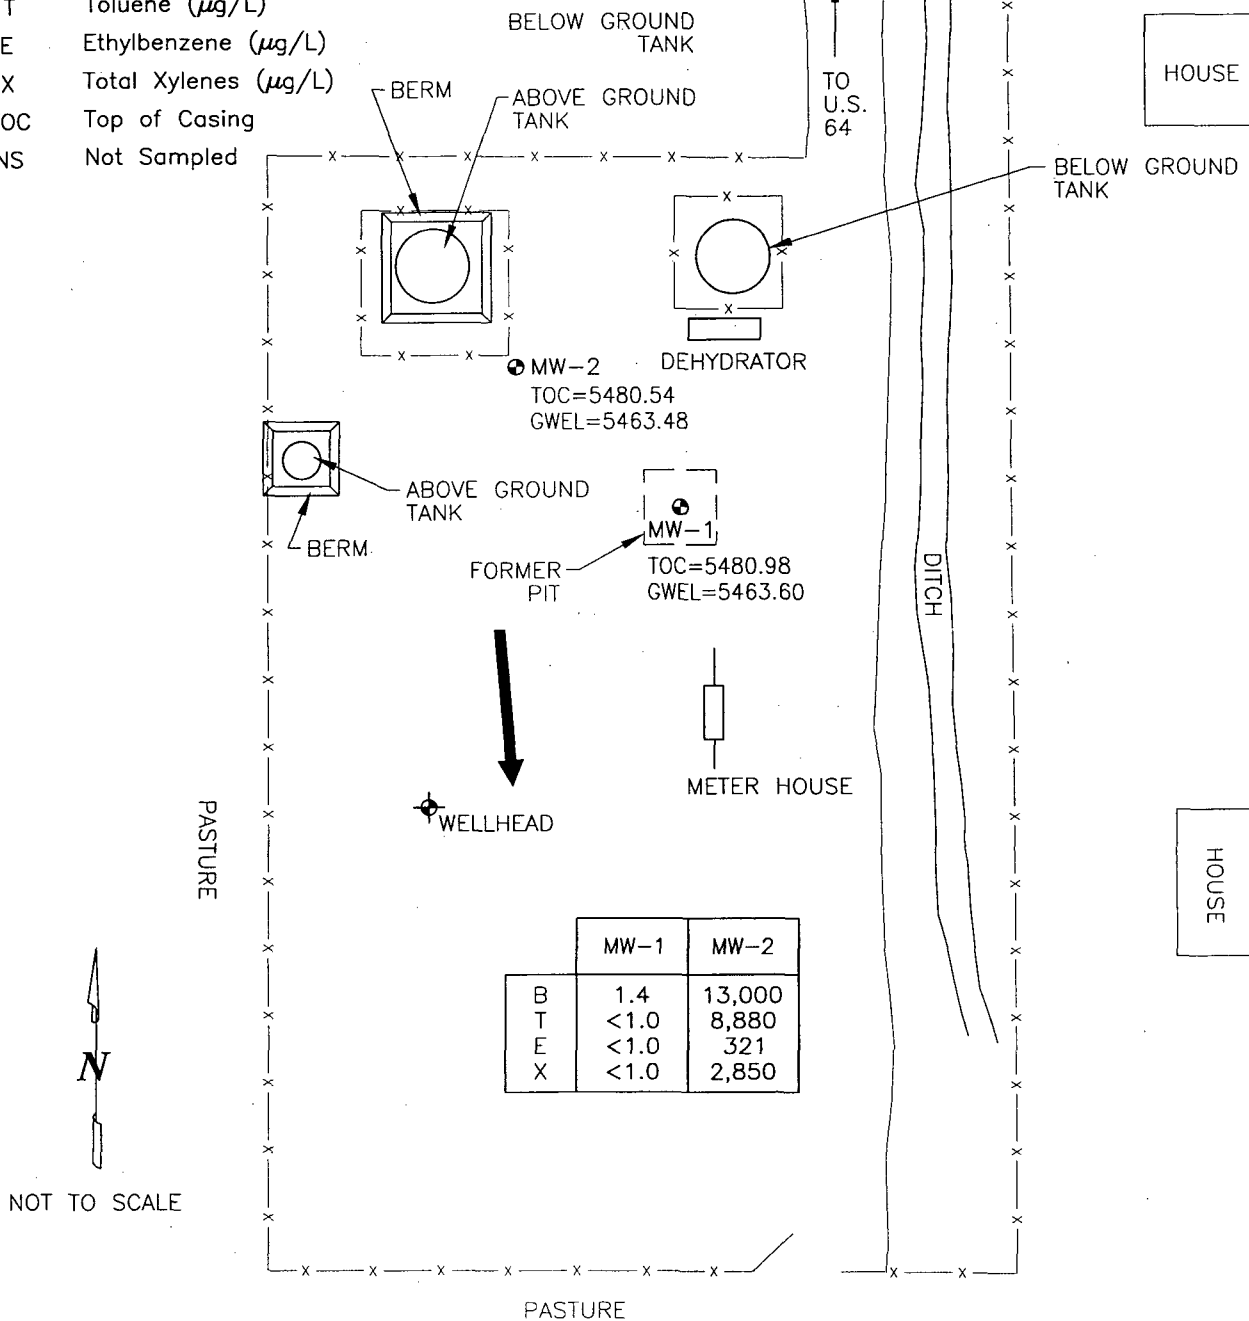 T Toluene (μg/L)
E Ethylbenzene (μg/L)
X Total Xylenes (μg/L)
OC Top of Casing
NS Not Sampled
BELOW GROUND
TANK
TO
U.S.
64
HOUSE
BERM
ABOVE GROUND
TANK
BELOW GROUND
TANK
DEHYDRATOR
MW-2
TOC=5480.54
GWEL=5463.48
ABOVE GROUND
TANK
BERM
MW-1
FORMER
PIT
TOC=5480.98
GWEL=5463.60
DITCH
METER HOUSE
WELLHEAD
PASTURE
HOUSE
MW-1 MW-2
B 1.4 13,000
T <1.0 8,880
E <1.0 321
X <1.0 2,850
N
NOT TO SCALE
PASTURE